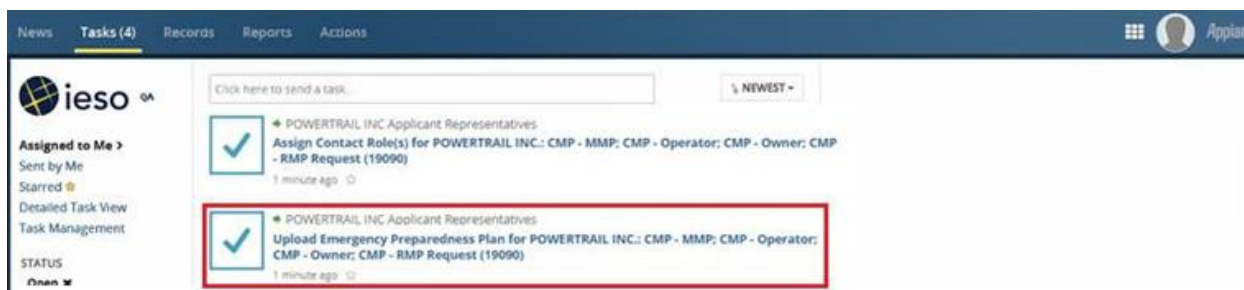 News Tasks (4) Records Reports Actions
Appian
ieso QA
Click here to send a task...
NEWEST
Assigned to Me >
Sent by Me
Starred
Detailed Task View
Task Management
STATUS
Open ✖
POWERTRAIL INC Applicant Representatives
Assign Contact Role(s) for POWERTRAIL INC.: CMP - MMP; CMP - Operator; CMP - Owner; CMP
- RMP Request (19090)
1 minute ago
POWERTRAIL INC Applicant Representatives
Upload Emergency Preparedness Plan for POWERTRAIL INC.: CMP - MMP; CMP - Operator;
CMP - Owner; CMP - RMP Request (19090)
1 minute ago